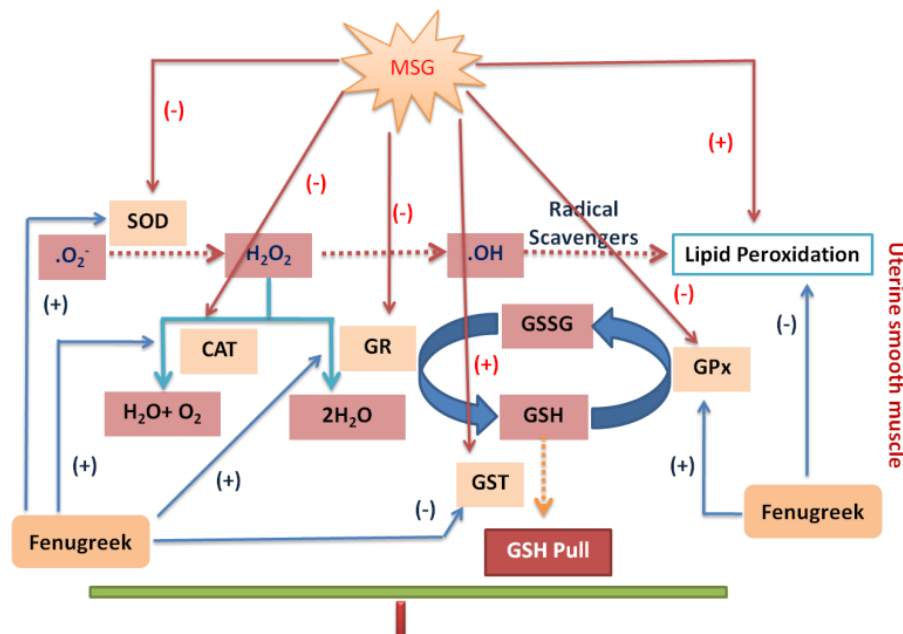 MSG
(-)
(+)
(-)
(-)
SOD
Radical
Scavengers
.O₂⁻
H₂O₂
.OH
Lipid Peroxidation
Uterine smooth muscle
(+)
(-)
(-)
CAT
GR
GSSG
GPx
(+)
H₂O+ O₂
2H₂O
GSH
(+)
(+)
(+)
GST
(-)
Fenugreek
Fenugreek
GSH Pull